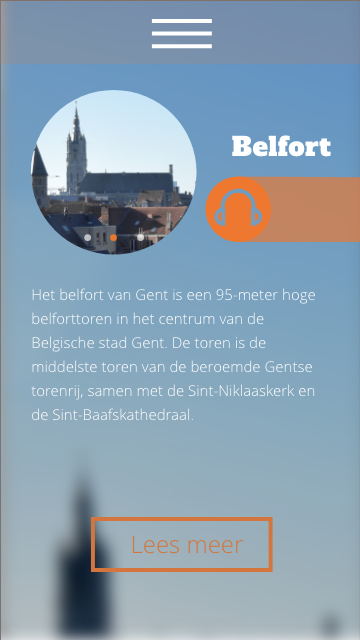 Belfort
Het belfort van Gent is een 95-meter hoge
belforttoren in het centrum van de
Belgische stad Gent. De toren is de
middelste toren van de beroemde Gentse
torenrij, samen met de Sint-Niklaaskerk en
de Sint-Baafskathedraal.
Lees meer